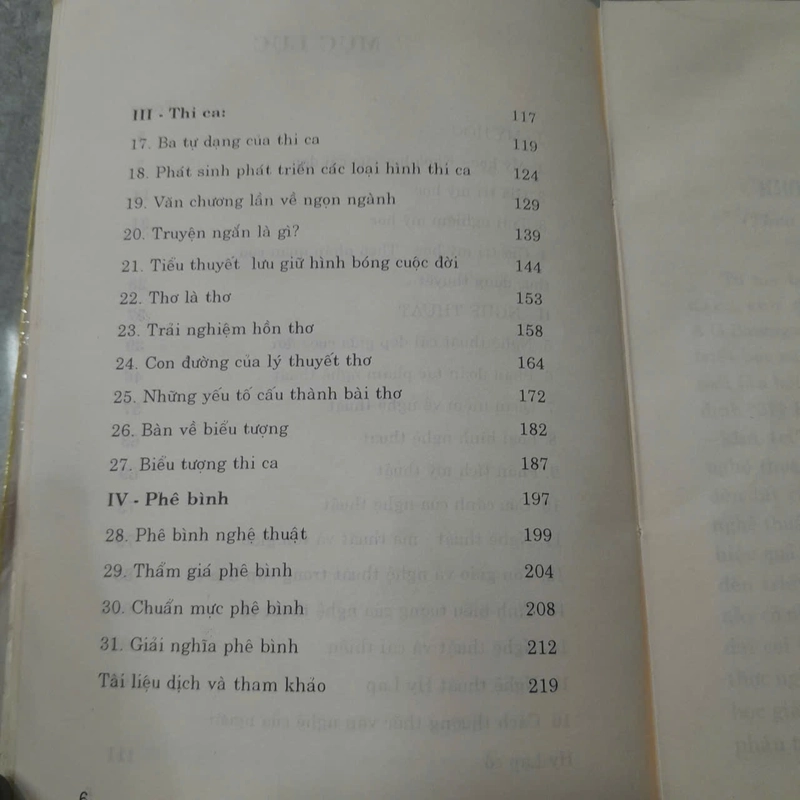 III - Thi ca: 117
17. Ba tự dạng của thi ca 119
18. Phát sinh phát triển các loại hình thi ca 124
19. Văn chương lần về ngọn ngành 129
20. Truyện ngắn là gì? 139
21. Tiểu thuyết lưu giữ hình bóng cuộc đời 144
22. Thơ là thơ 153
23. Trải nghiệm hồn thơ 158
24. Con đường của lý thuyết thơ 164
25. Những yếu tố cấu thành bài thơ 172
26. Bàn về biểu tượng 182
27. Biểu tượng thi ca 187
IV - Phê bình 197
28. Phê bình nghệ thuật 199
29. Thẩm giá phê bình 204
30. Chuẩn mực phê bình 208
31. Giải nghĩa phê bình 212
Tài liệu dịch và tham khảo 219
6